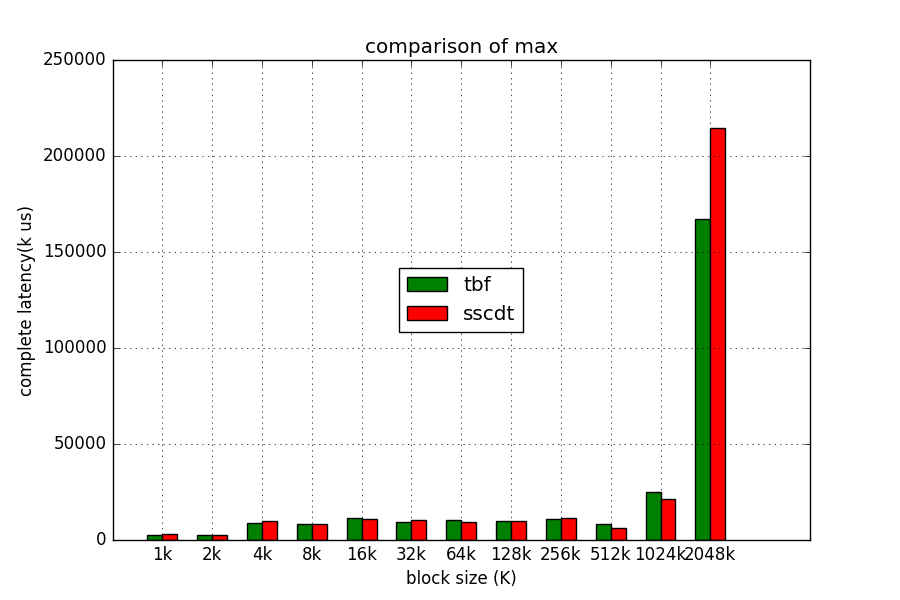 comparison of max
250000
200000
150000
100000
50000
0
complete latency(k us)
tbf
sscdt
1k 2k 4k 8k 16k 32k 64k 128k 256k 512k 1024k 2048k
block size (K)